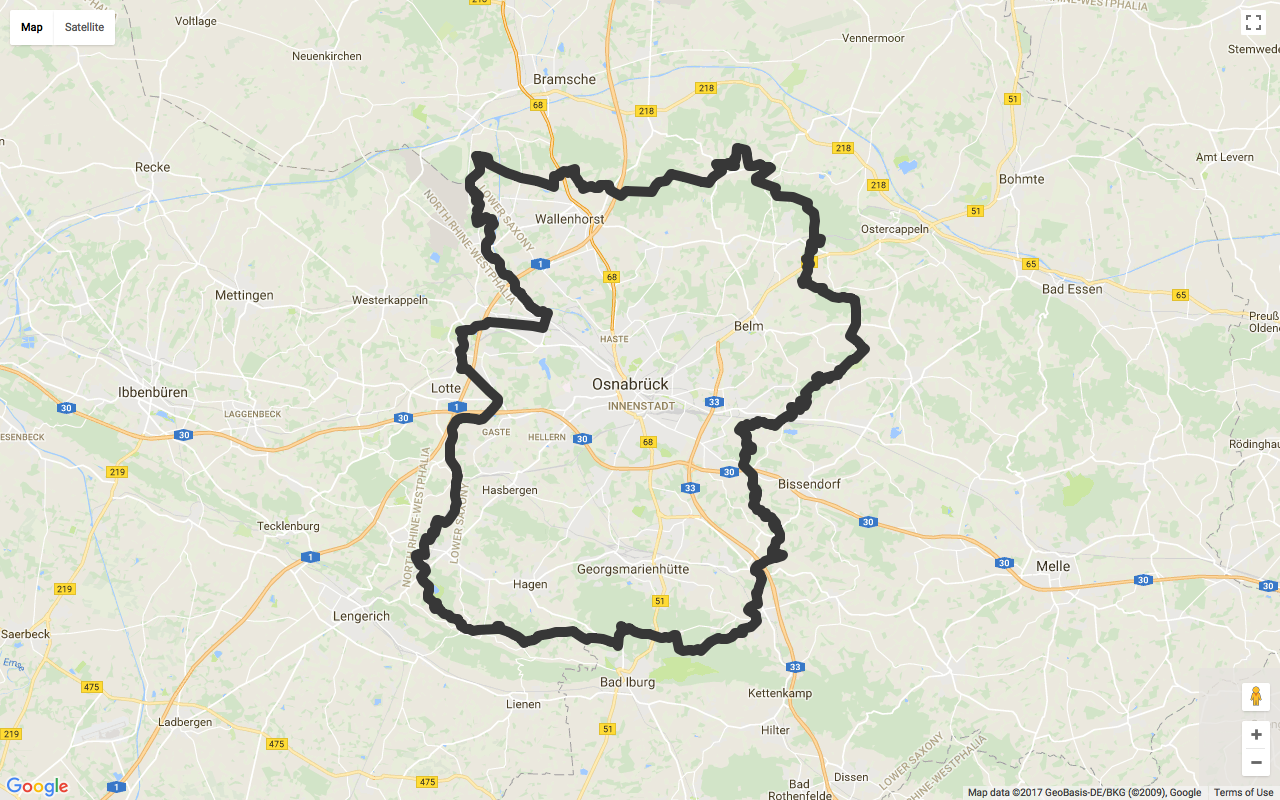 Map
Satellite
Voltlage
Neuenkirchen
Bramsche
Vennermoor
RHINE-WESTPHALIA
Stemwede
68
218
218
51
218
Recke
Amt Levern
Bohmte
218
NORTH RHINE-WESTPHALIA
LOWER SAXONY
Wallenhorst
51
Ostercappeln
1
65
68
Mettingen
Westerkappeln
Bad Essen
65
Preuß
Olden
Belm
HASTE
Osnabrück
Lotte
Ibbenbüren
30
1
INNENSTADT
33
LAGGENBECK
30
GASTE
HELLERN
30
68
30
ESENBECK
Rödinghau
219
30
33
Bissendorf
Hasbergen
NORTH RHINE-WESTPHALIA
LOWER SAXONY
Tecklenburg
30
1
Georgsmarienhütte
30
Melle
30
30
219
Hagen
51
Lengerich
Saerbeck
Ems
33
475
Bad Iburg
Kettenkamp
Lienen
Ladbergen
219
51
Hilter
475
LOWER SAXONY
NORTH RHINE-WESTPHALIA
Dissen
475
1
Bad
Rothenfelde
Google
Map data ©2017 GeoBasis-DE/BKG (©2009), Google
Terms of Use